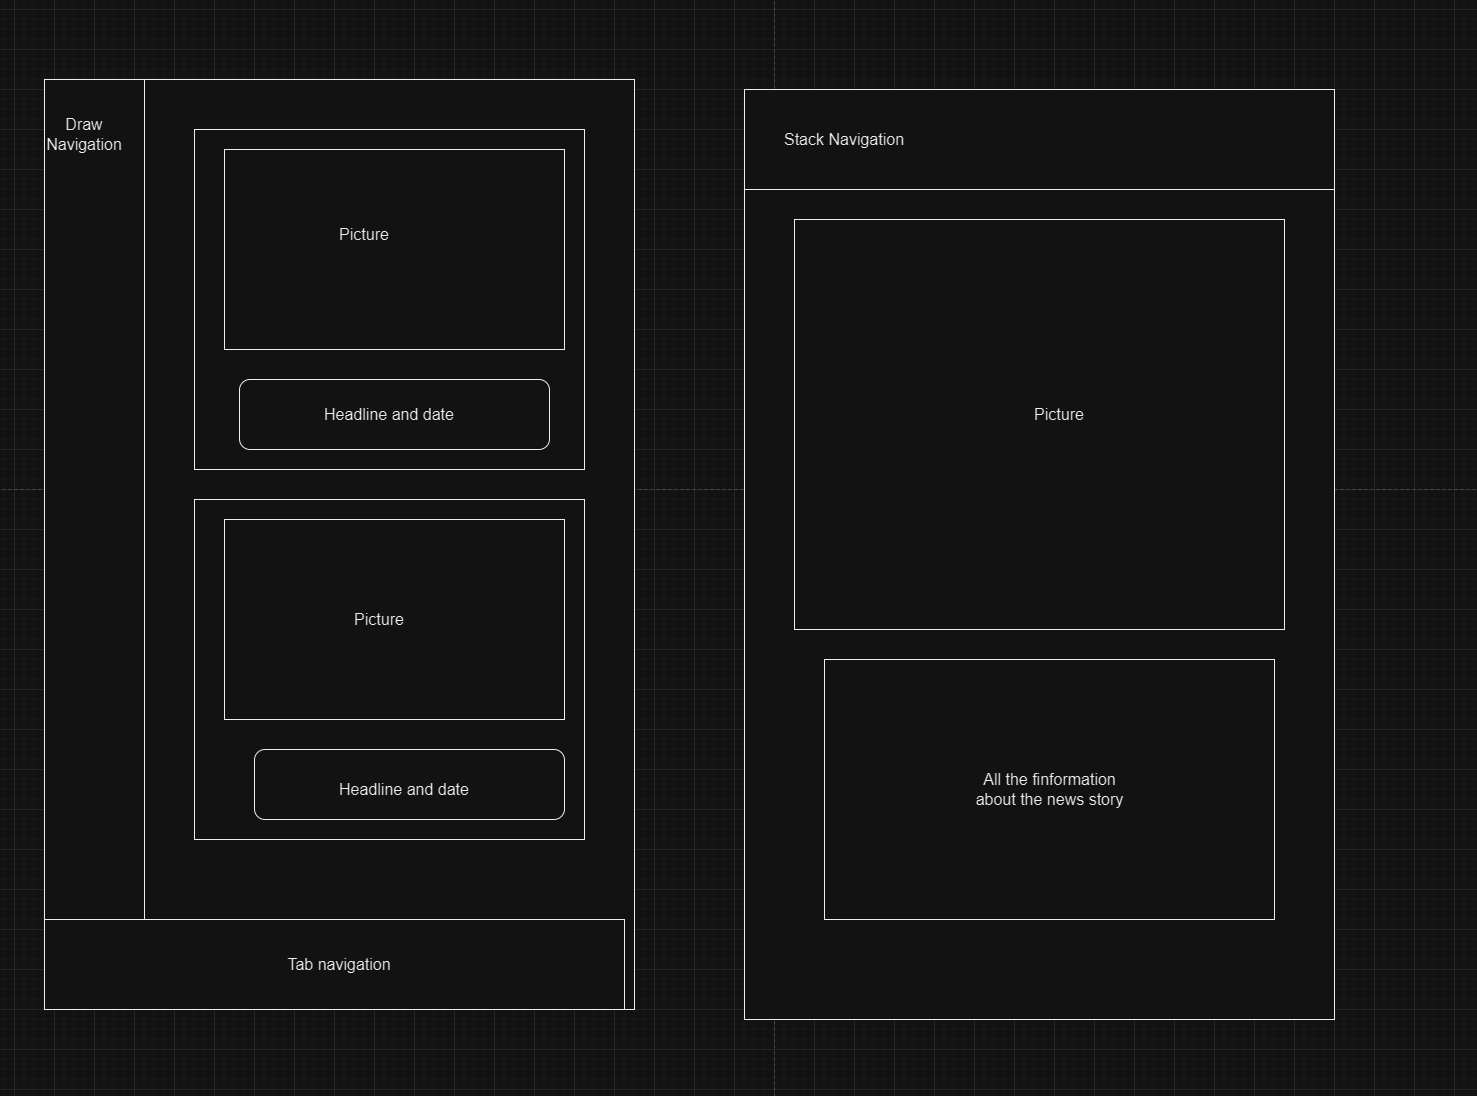 Draw
Navigation
Picture
Headline and date
Picture
Headline and date
Tab navigation
Stack Navigation
Picture
All the finformation
about the news story